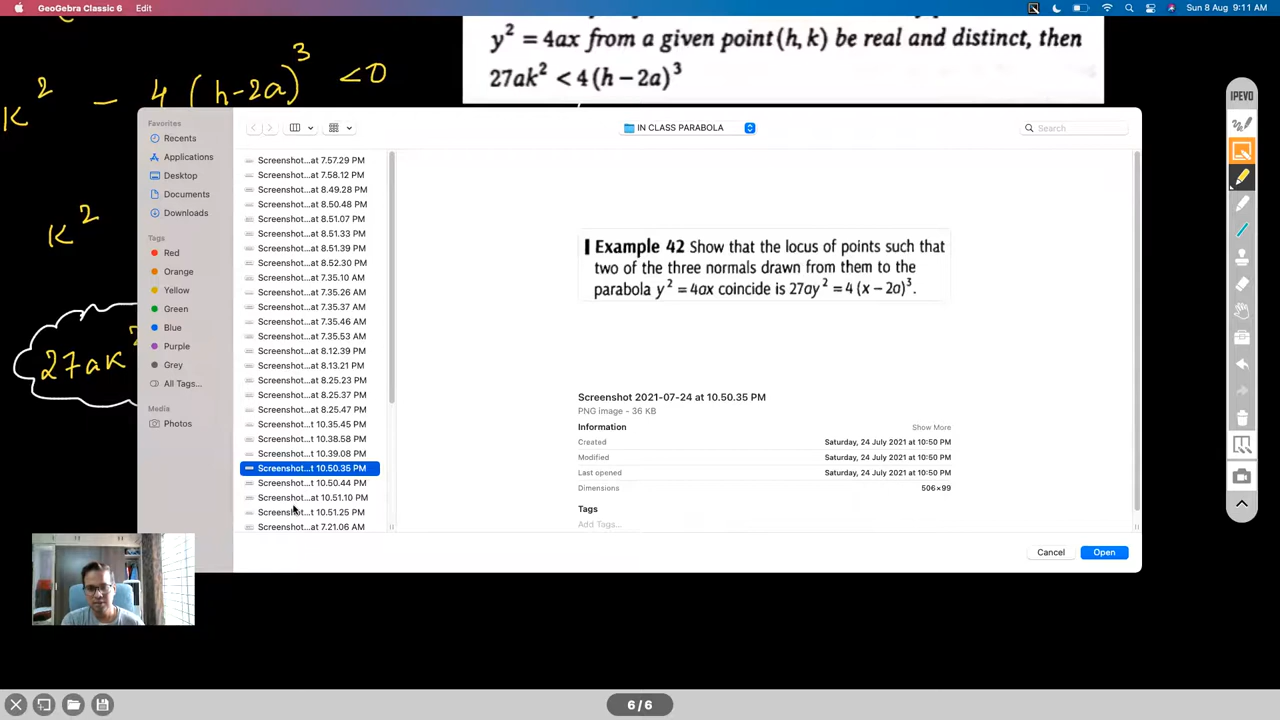 GeoGebra Classic 6 Edit
Sun 8 Aug 9:11 AM
y² = 4ax from a given point (h, k) be real and distinct, then
27ak² < 4 (h − 2a)³
K² − 4 (h-2a)³ <0
K²
27ak²
Favorites
Recents
Applications
Desktop
Documents
Downloads
Tags
Red
Orange
Yellow
Green
Blue
Purple
Grey
All Tags...
Media
Photos
IN CLASS PARABOLA
Search
Screenshot...at 7.57.29 PM
Screenshot...at 7.58.12 PM
Screenshot...at 8.49.28 PM
Screenshot...at 8.50.48 PM
Screenshot...at 8.51.07 PM
Screenshot...at 8.51.33 PM
Screenshot...at 8.51.39 PM
Screenshot...at 8.52.30 PM
Screenshot...at 7.35.10 AM
Screenshot...at 7.35.26 AM
Screenshot...at 7.35.37 AM
Screenshot...at 7.35.46 AM
Screenshot...at 7.35.53 AM
Screenshot...at 8.12.39 PM
Screenshot...at 8.13.21 PM
Screenshot...at 8.25.23 PM
Screenshot...at 8.25.37 PM
Screenshot...at 8.25.47 PM
Screenshot...t 10.35.45 PM
Screenshot...t 10.38.58 PM
Screenshot...t 10.39.08 PM
Screenshot...t 10.50.35 PM
Screenshot...t 10.50.44 PM
Screenshot...at 10.51.10 PM
Screenshot...t 10.51.25 PM
Screenshot...at 7.21.06 AM
Example 42 Show that the locus of points such that
two of the three normals drawn from them to the
parabola y² = 4ax coincide is 27ay² = 4 (x − 2a)³.
Screenshot 2021-07-24 at 10.50.35 PM
PNG image - 36 KB
Information Show More
Created Saturday, 24 July 2021 at 10:50 PM
Modified Saturday, 24 July 2021 at 10:50 PM
Last opened Saturday, 24 July 2021 at 10:50 PM
Dimensions 506×99
Tags
Add Tags...
Cancel Open
IPEVO
6 / 6